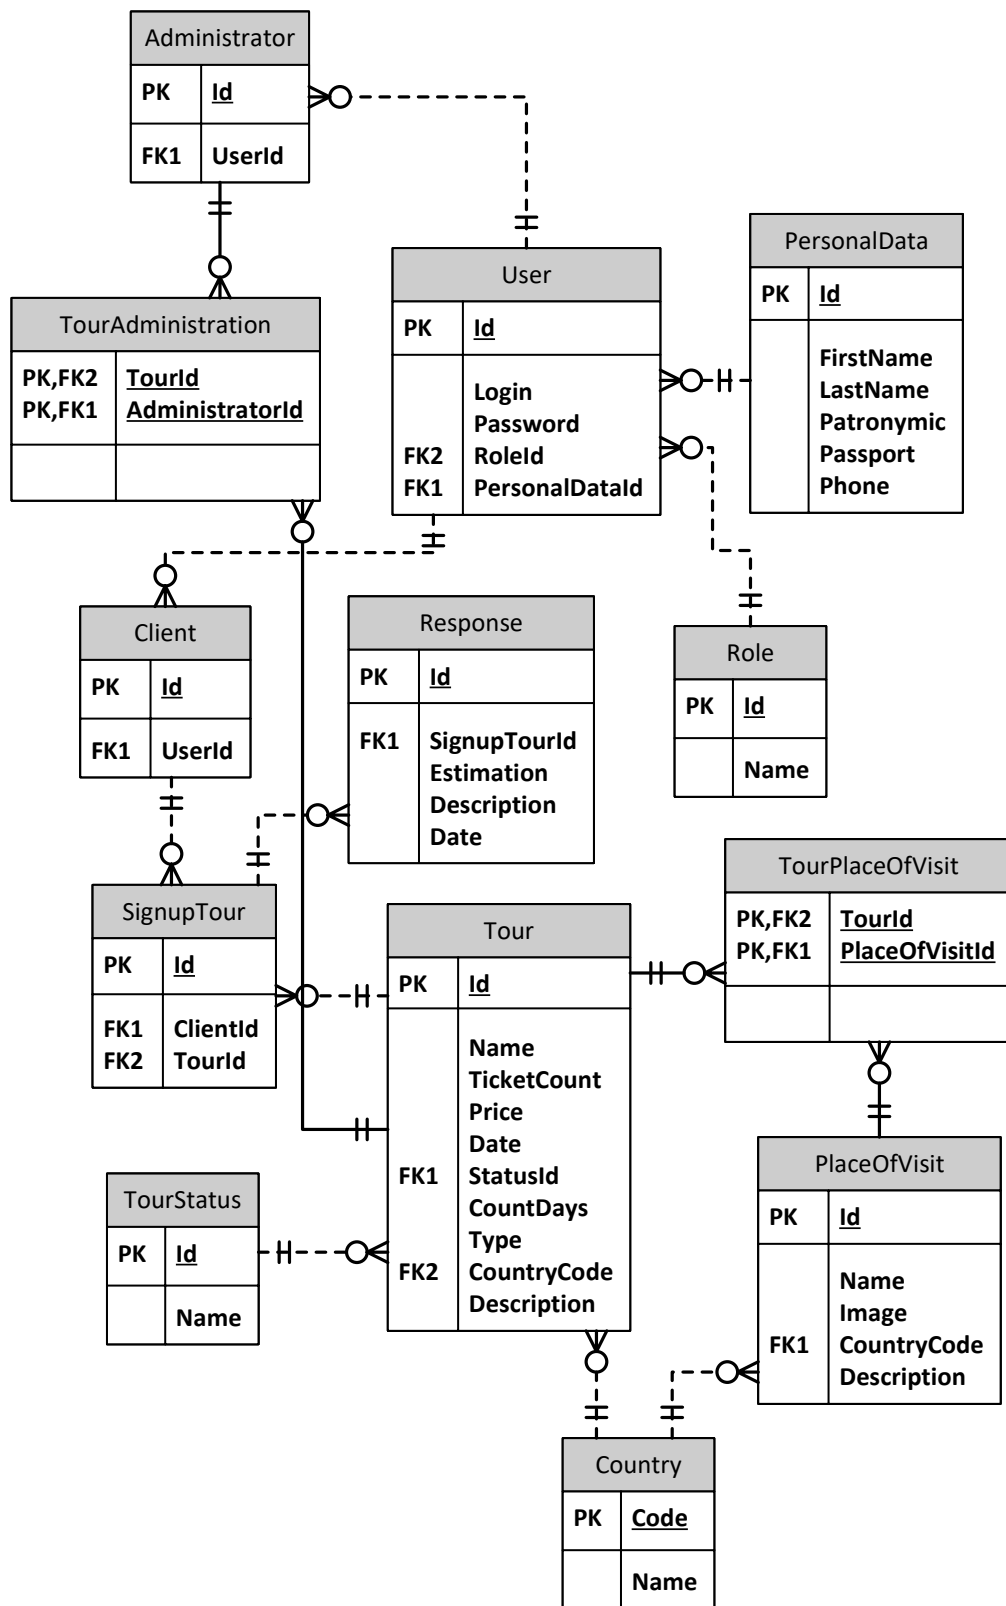 Administrator
PK Id
FK1 UserId
PersonalData
PK Id
FirstName
LastName
Patronymic
Passport
Phone
User
PK Id
Login
Password
FK2 RoleId
FK1 PersonalDataId
TourAdministration
PK,FK2 TourId
PK,FK1 AdministratorId
Client
PK Id
FK1 UserId
Response
PK Id
FK1 SignupTourId
Estimation
Description
Date
Role
PK Id
Name
TourPlaceOfVisit
PK,FK2 TourId
PK,FK1 PlaceOfVisitId
SignupTour
PK Id
FK1 ClientId
FK2 TourId
Tour
PK Id
Name
TicketCount
Price
Date
FK1 StatusId
CountDays
Type
FK2 CountryCode
Description
PlaceOfVisit
PK Id
Name
Image
FK1 CountryCode
Description
TourStatus
PK Id
Name
Country
PK Code
Name